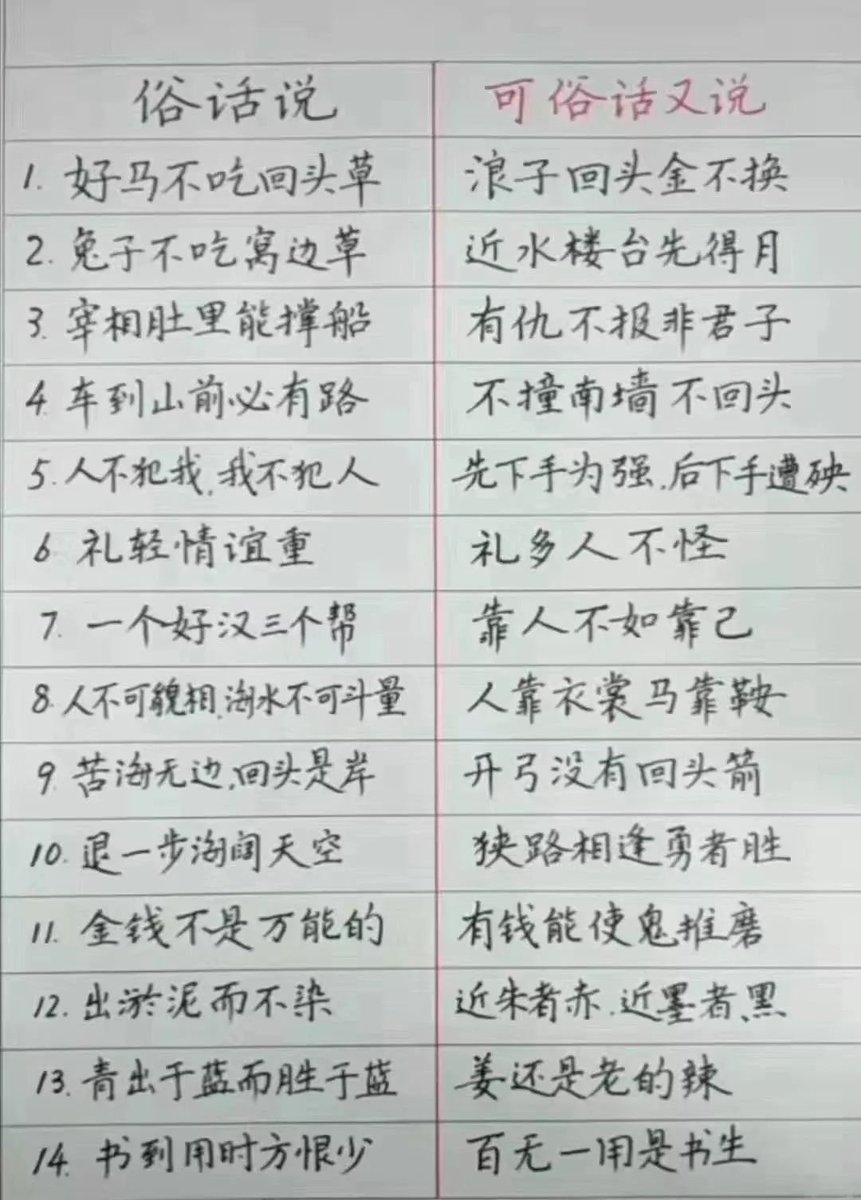 俗话说 可俗话又说
1. 好马不吃回头草 浪子回头金不换
2. 兔子不吃窝边草 近水楼台先得月
3. 宰相肚里能撑船 有仇不报非君子
4. 车到山前必有路 不撞南墙不回头
5. 人不犯我,我不犯人 先下手为强,后下手遭殃
6 礼轻情谊重 礼多人不怪
7. 一个好汉三个帮 靠人不如靠己
8. 人不可貌相,海水不可斗量 人靠衣裳马靠鞍
9. 苦海无边,回头是岸 开弓没有回头箭
10. 退一步海阔天空 狭路相逢勇者胜
11. 金钱不是万能的 有钱能使鬼推磨
12. 出淤泥而不染 近朱者赤,近墨者黑
13. 青出于蓝而胜于蓝 姜还是老的辣
14. 书到用时方恨少 百无一用是书生